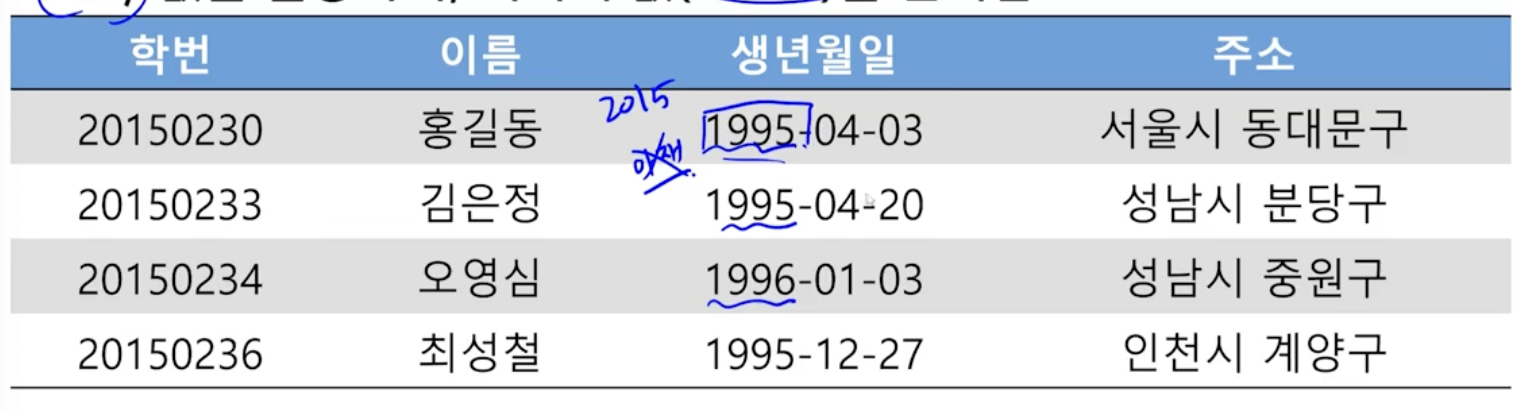 학번 이름 생년월일 주소
2015
20150230 홍길동 1995-04-03 서울시 동대문구
20150233 김은정 1995-04-20 성남시 분당구
20150234 오영심 1996-01-03 성남시 중원구
20150236 최성철 1995-12-27 인천시 계양구